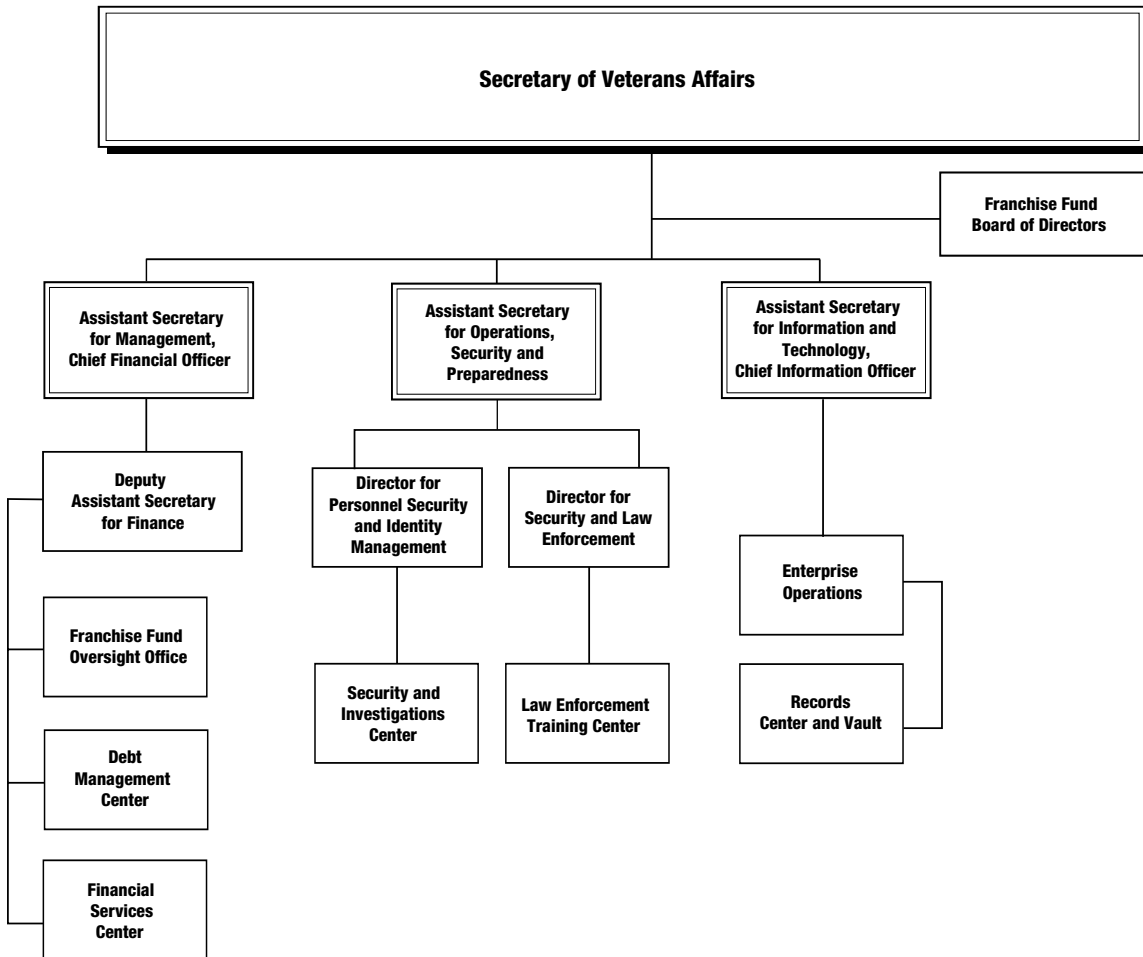 Secretary of Veterans Affairs
Franchise Fund
Board of Directors
Assistant Secretary
for Management,
Chief Financial Officer
Assistant Secretary
for Operations,
Security and
Preparedness
Assistant Secretary
for Information and
Technology,
Chief Information Officer
Deputy
Assistant Secretary
for Finance
Director for
Personnel Security
and Identity
Management
Director for
Security and Law
Enforcement
Enterprise
Operations
Franchise Fund
Oversight Office
Security and
Investigations
Center
Law Enforcement
Training Center
Records
Center and Vault
Debt
Management
Center
Financial
Services
Center